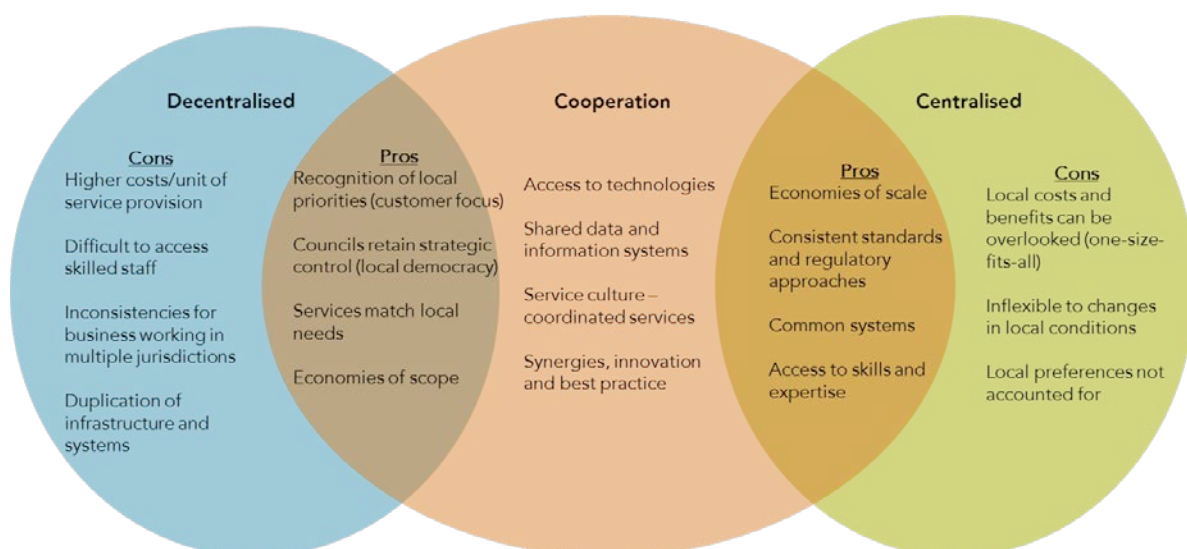 Decentralised
Cons
Higher costs/unit of
service provision
Difficult to access
skilled staff
Inconsistencies for
business working in
multiple jurisdictions
Duplication of
infrastructure and
systems
Pros
Recognition of local
priorities (customer focus)
Councils retain strategic
control (local democracy)
Services match local
needs
Economies of scope
Cooperation
Access to technologies
Shared data and
information systems
Service culture –
coordinated services
Synergies, innovation
and best practice
Pros
Economies of scale
Consistent standards
and regulatory
approaches
Common systems
Access to skills and
expertise
Centralised
Cons
Local costs and
benefits can be
overlooked (one-size-
fits-all)
Inflexible to changes
in local conditions
Local preferences not
accounted for